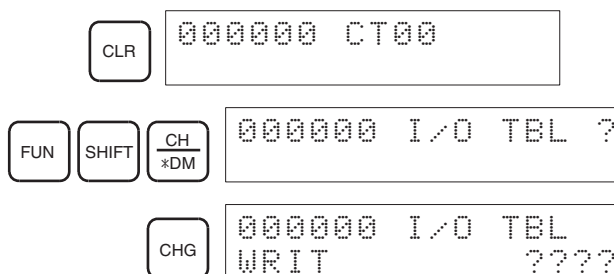 CLR 000000 CT00
FUN SHIFT CH 000000 I/O TBL ?
*DM
CHG 000000 I/O TBL
WRIT ????